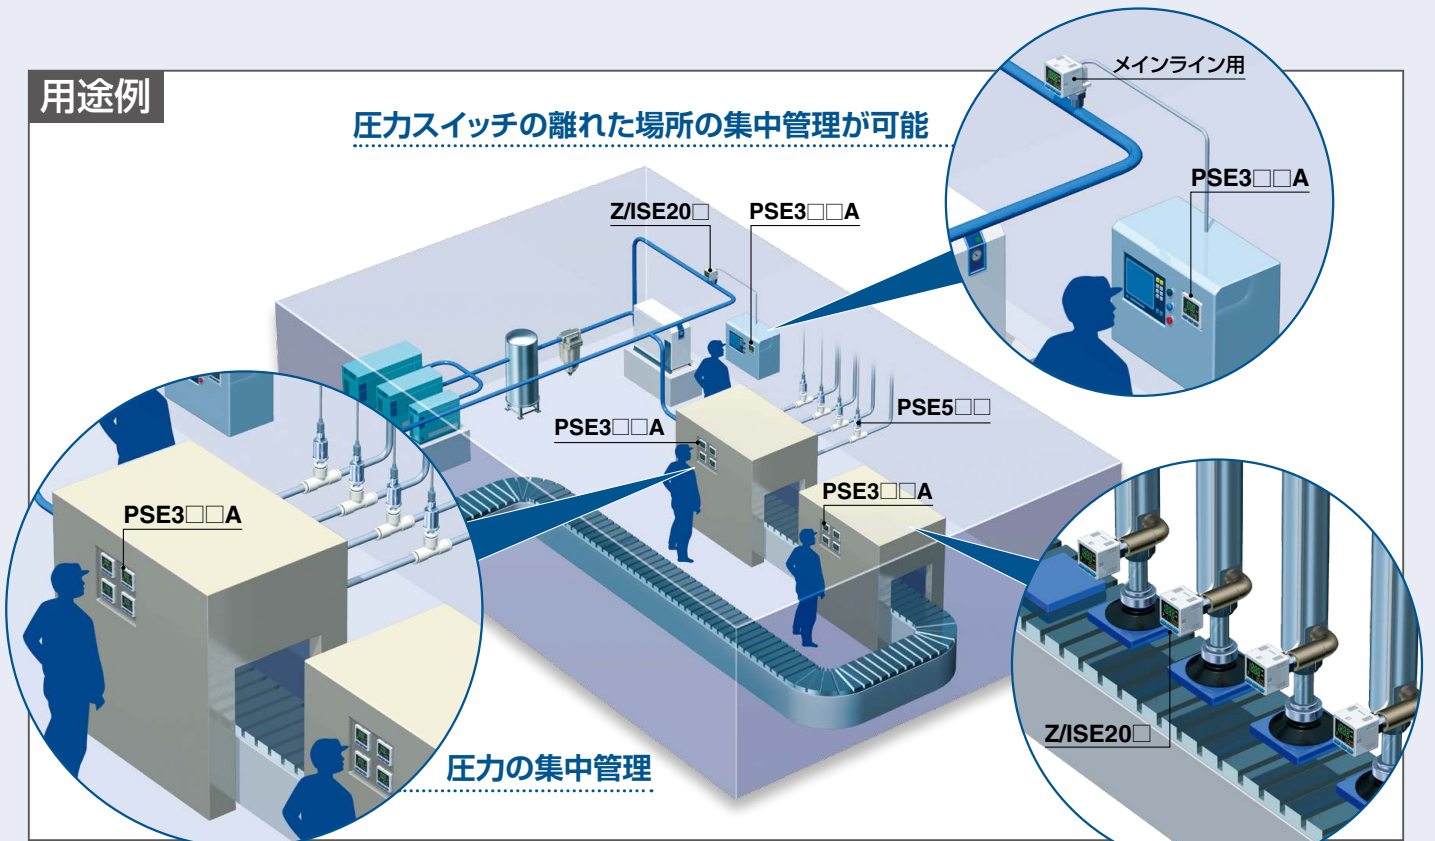 用途例
圧力スイッチの離れた場所の集中管理が可能
メインライン用
PSE3□□A
Z/ISE20□
PSE3□□A
PSE5□□
PSE3□□A
PSE3□□A
PSE3□□A
Z/ISE20□
圧力の集中管理